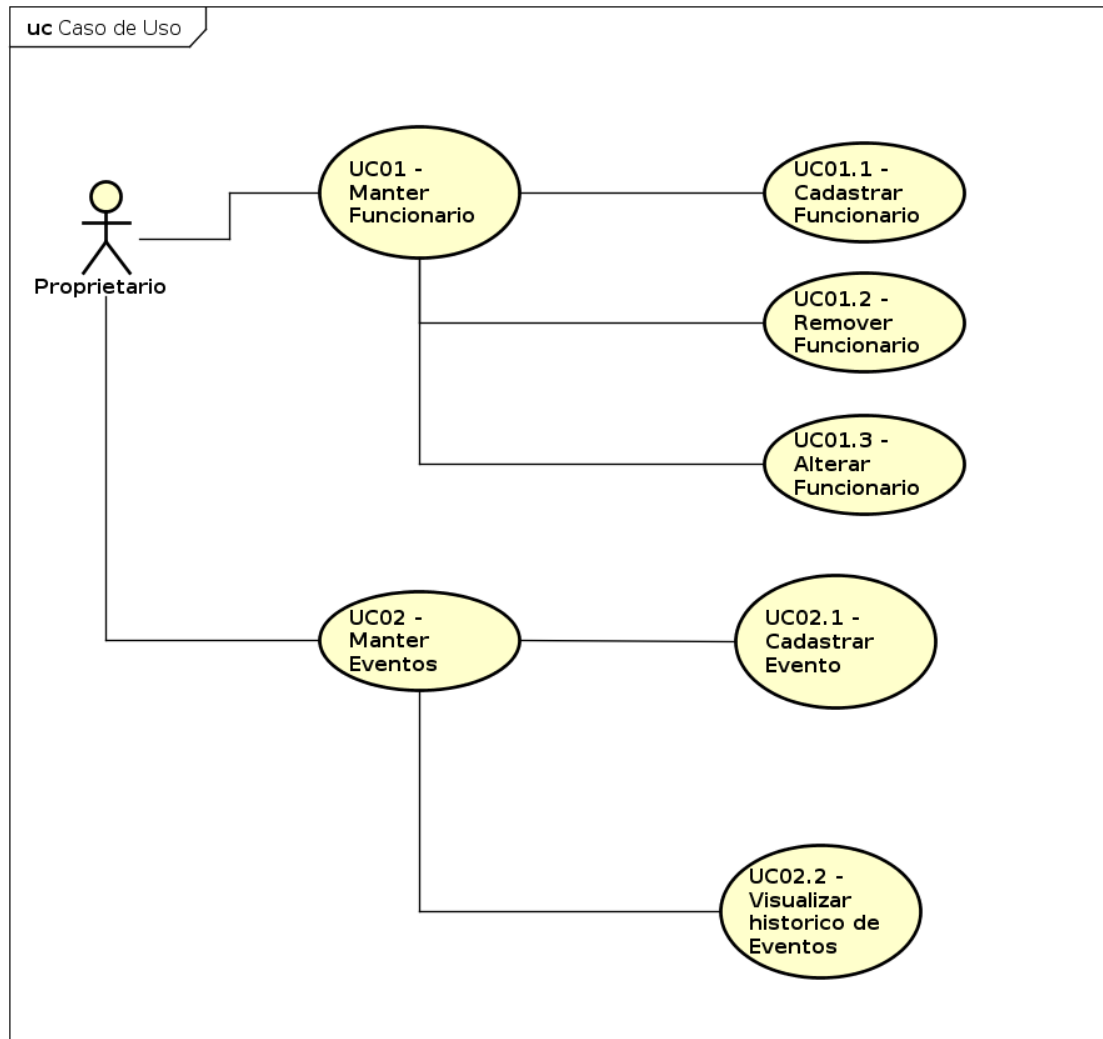 uc Caso de Uso
UC01 -
Manter
Funcionario
UC01.1 -
Cadastrar
Funcionario
Proprietario
UC01.2 -
Remover
Funcionario
UC01.3 -
Alterar
Funcionario
UC02 -
Manter
Eventos
UC02.1 -
Cadastrar
Evento
UC02.2 -
Visualizar
historico de
Eventos